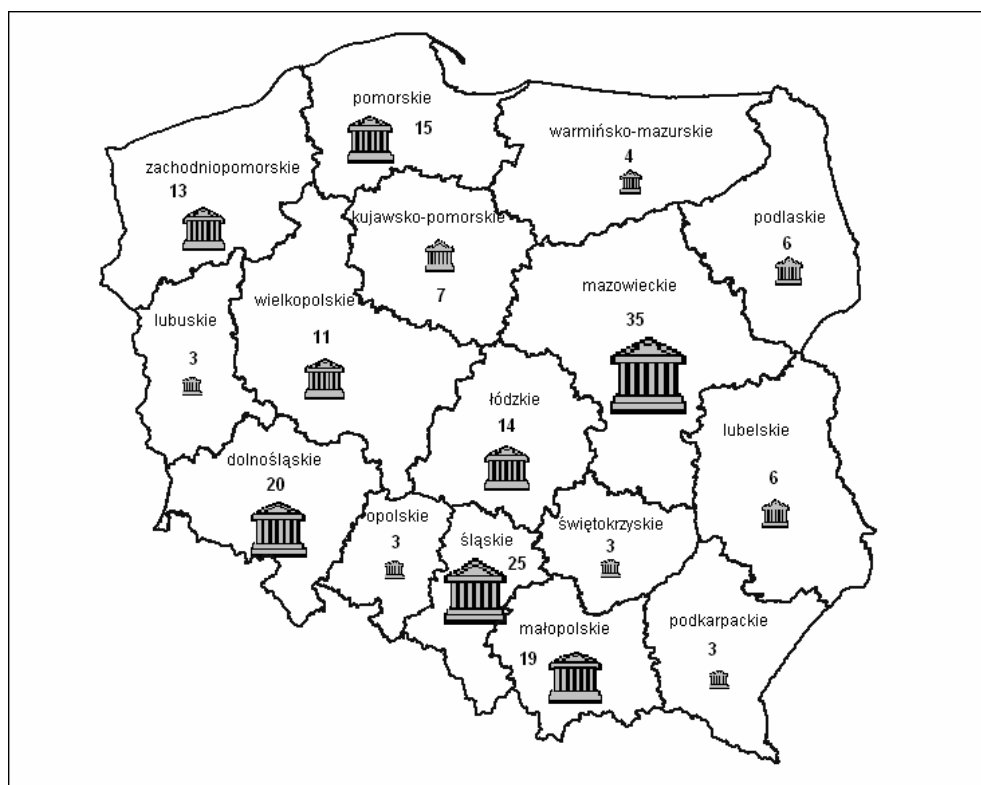 pomorskie
15
warmińsko-mazurskie
4
zachodniopomorskie
13
kujawsko-pomorskie
7
podlaskie
6
mazowieckie
35
wielkopolskie
11
lubuskie
3
łódzkie
14
lubelskie
6
dolnośląskie
20
opolskie
3
śląskie
25
świętokrzyskie
3
małopolskie
19
podkarpackie
3